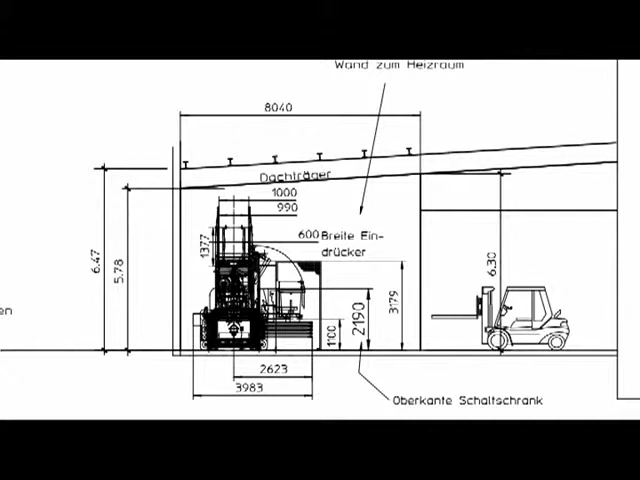 Wand zum Heizraum
8040
Dachträger
1000
990
600 Breite Ein-
drücker
1377
6.47
5.78
6.30
3179
2190
1100
2623
3983
Oberkante Schaltschrank
en